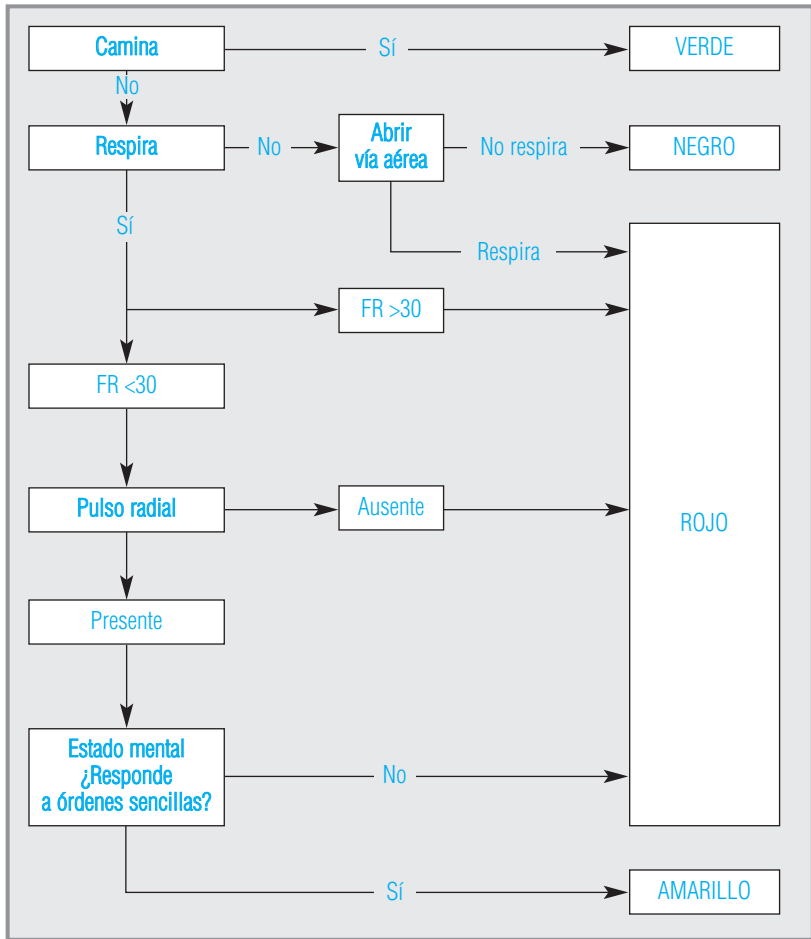 Camina
Sí
VERDE
No
Respira
No
Abrir
vía aérea
No respira
NEGRO
Sí
Respira
FR >30
FR <30
Pulso radial
Ausente
ROJO
Presente
Estado mental
¿Responde
a órdenes sencillas?
No
Sí
AMARILLO